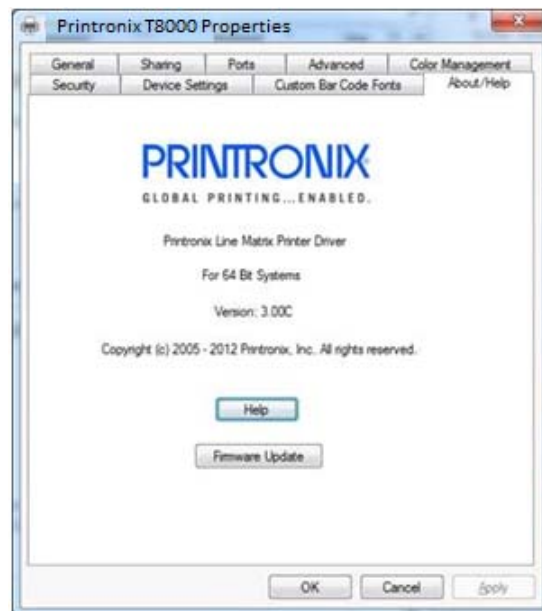 Printronix T8000 Properties
General Sharing Ports Advanced Color Management
Security Device Settings Custom Bar Code Fonts About/Help
PRINTRONIX
GLOBAL PRINTING...ENABLED.
Printronix Line Matrix Printer Driver
For 64 Bit Systems
Version: 3.00C
Copyright (c) 2005 - 2012 Printronix, Inc. All rights reserved.
Help
Firmware Update
OK Cancel Apply